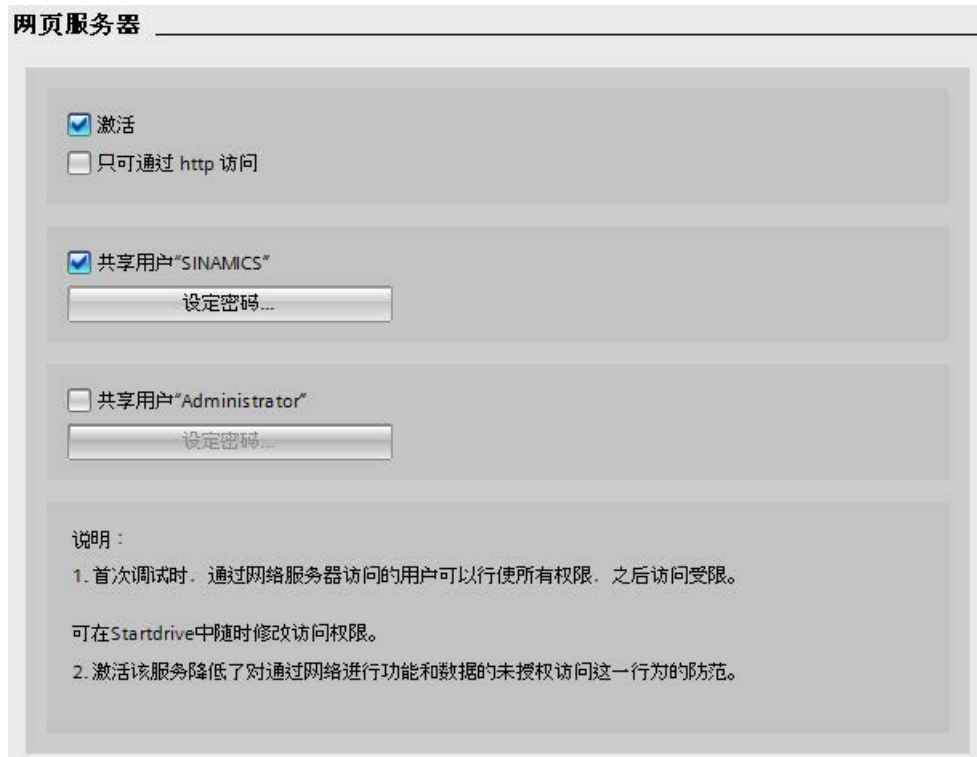 网页服务器
激活
只可通过 http 访问
共享用户"SINAMICS"
设定密码...
共享用户"Administrator"
设定密码...
说明：
1. 首次调试时，通过网络服务器访问的用户可以行使所有权限，之后访问受限。
可在Startdrive中随时修改访问权限。
2. 激活该服务降低了对通过网络进行功能和数据的未授权访问这一行为的防范。